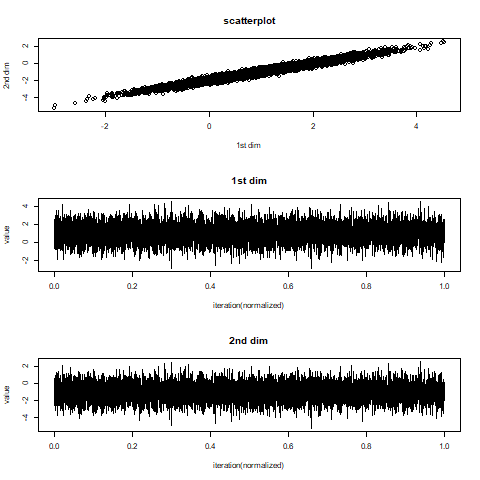 scatterplot
2nd dim
2
0
-2
-4
-2 0 2 4
1st dim
1st dim
value
4
2
0
-2
0.0 0.2 0.4 0.6 0.8 1.0
iteration(normalized)
2nd dim
value
2
0
-2
-4
0.0 0.2 0.4 0.6 0.8 1.0
iteration(normalized)